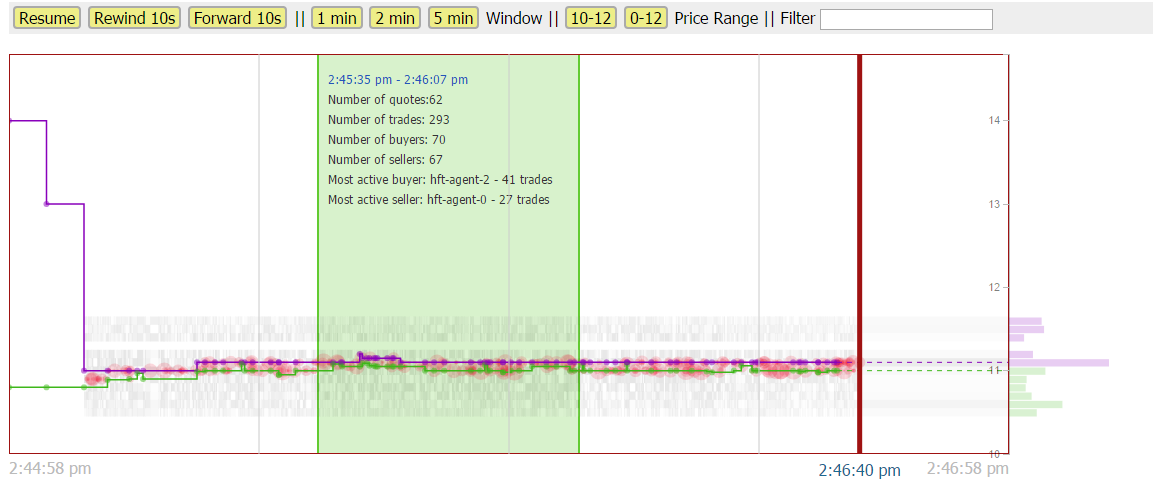 Resume Rewind 10s Forward 10s || 1 min 2 min 5 min Window || 10-12 0-12 Price Range || Filter
2:45:35 pm - 2:46:07 pm
Number of quotes:62
Number of trades: 293
Number of buyers: 70
Number of sellers: 67
Most active buyer: hft-agent-2 - 41 trades
Most active seller: hft-agent-0 - 27 trades
14
13
12
11
10
2:44:58 pm 2:46:40 pm 2:46:58 pm